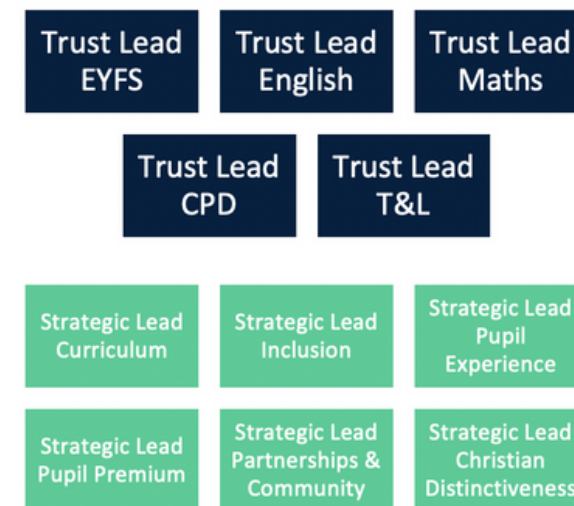 Trust Lead
EYFS
Trust Lead
English
Trust Lead
Maths
Trust Lead
CPD
Trust Lead
T&L
Strategic Lead
Curriculum
Strategic Lead
Inclusion
Strategic Lead
Pupil
Experience
Strategic Lead
Pupil Premium
Strategic Lead
Partnerships &
Community
Strategic Lead
Christian
Distinctiveness